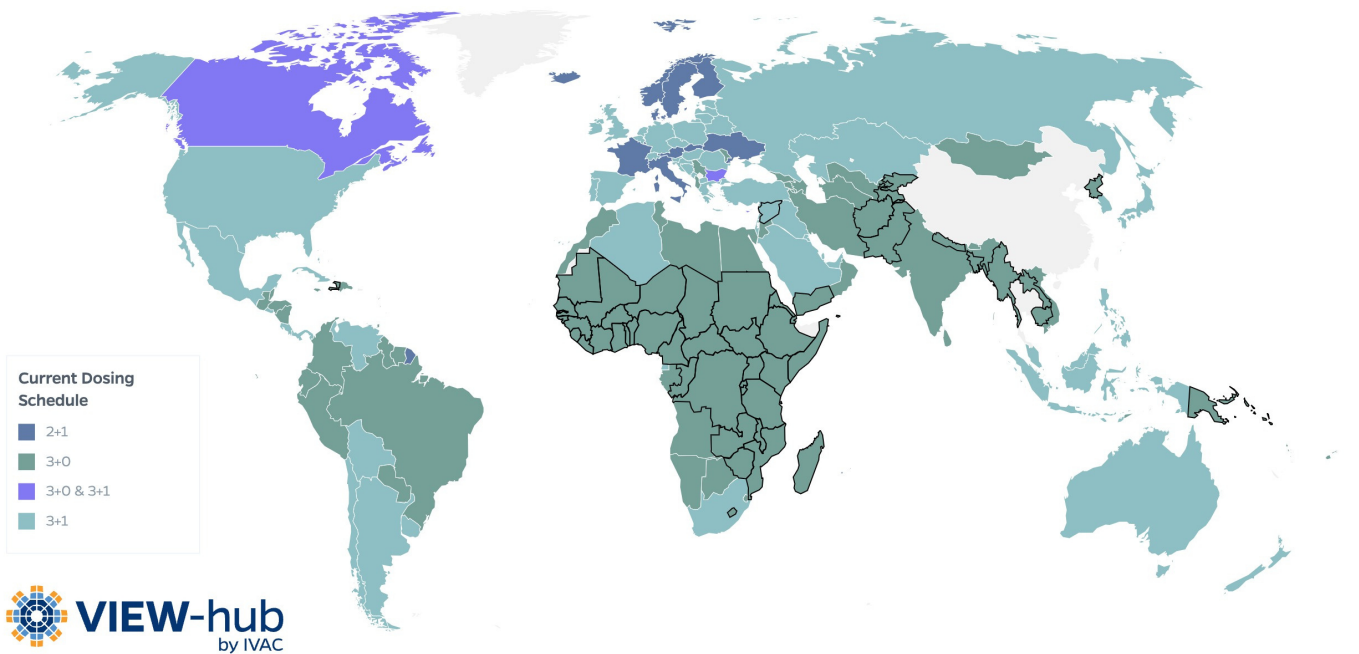 Current Dosing
Schedule
2+1
3+0
3+0 & 3+1
3+1
VIEW-hub
by IVAC